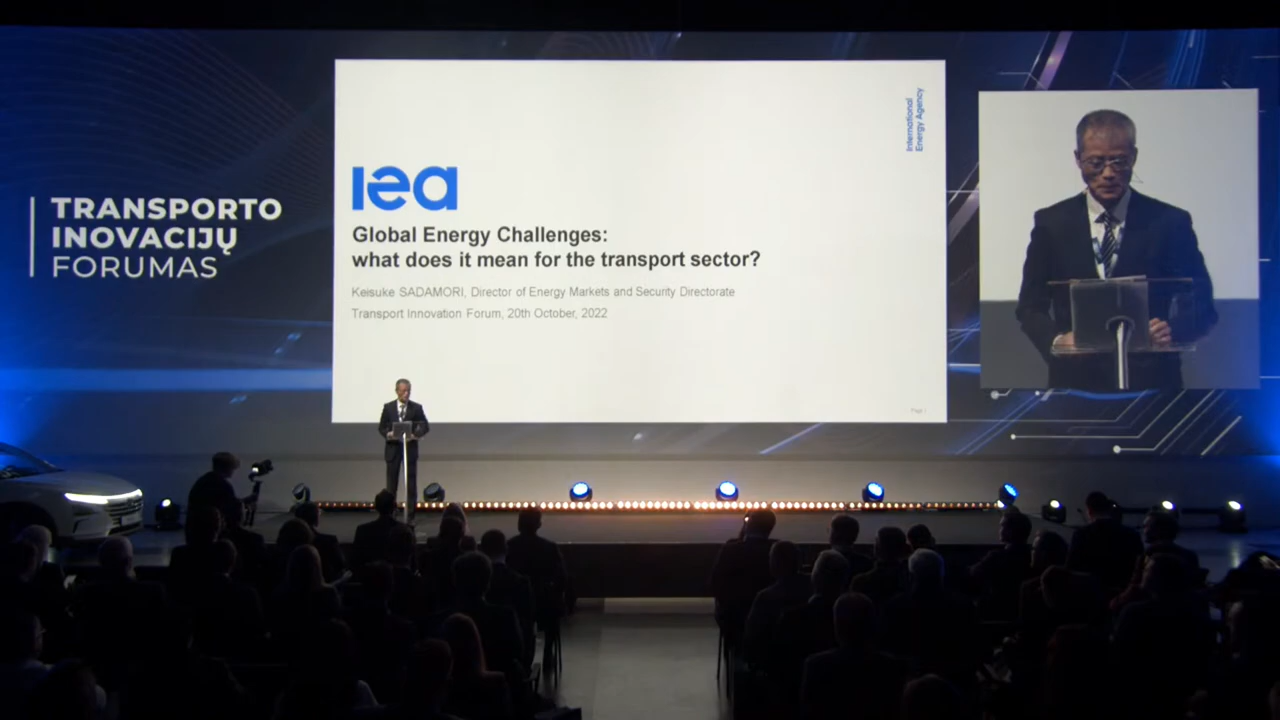 TRANSPORTO
INOVACIJŲ
FORUMAS
International
Energy Agency
iea
Global Energy Challenges:
what does it mean for the transport sector?
Keisuke SADAMORI, Director of Energy Markets and Security Directorate
Transport Innovation Forum, 20th October, 2022